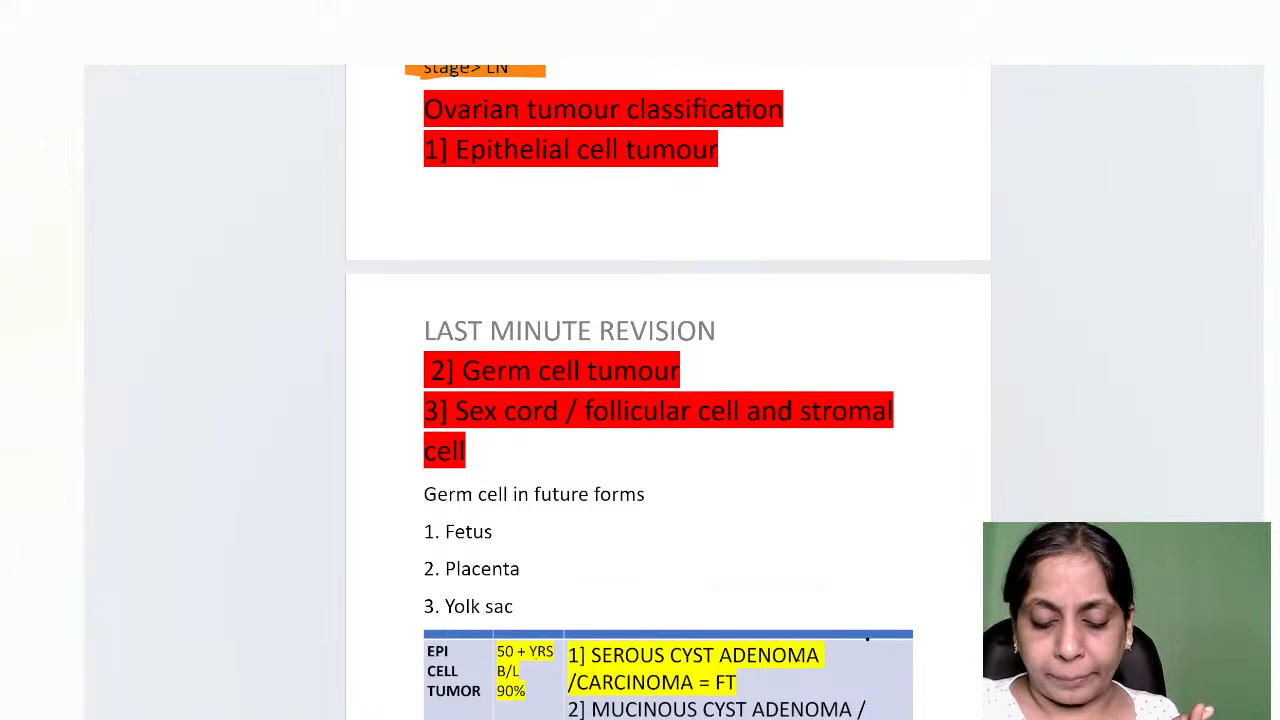 stage> LN
Ovarian tumour classification
1] Epithelial cell tumour
LAST MINUTE REVISION
2] Germ cell tumour
3] Sex cord / follicular cell and stromal
cell
Germ cell in future forms
1. Fetus
2. Placenta
3. Yolk sac
EPI 50 + YRS 1] SEROUS CYST ADENOMA
CELL B/L /CARCINOMA = FT
TUMOR 90% 2] MUCINOUS CYST ADENOMA /